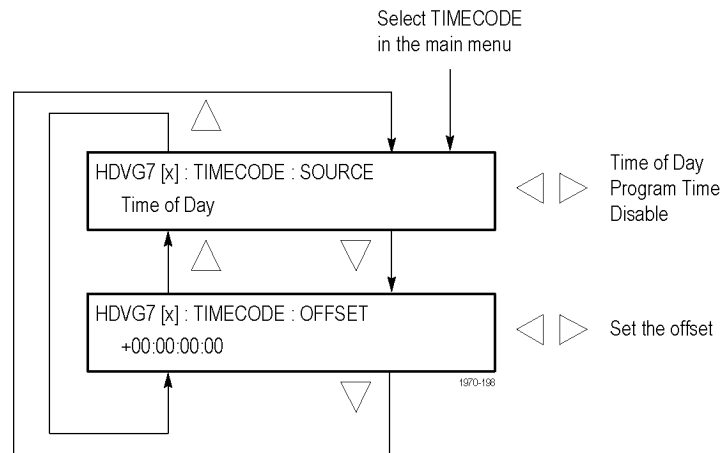 Select TIMECODE
in the main menu
HDVG7 [x] : TIMECODE : SOURCE
Time of Day
Time of Day
Program Time
Disable
HDVG7 [x] : TIMECODE : OFFSET
+00:00:00:00
Set the offset
1970-198